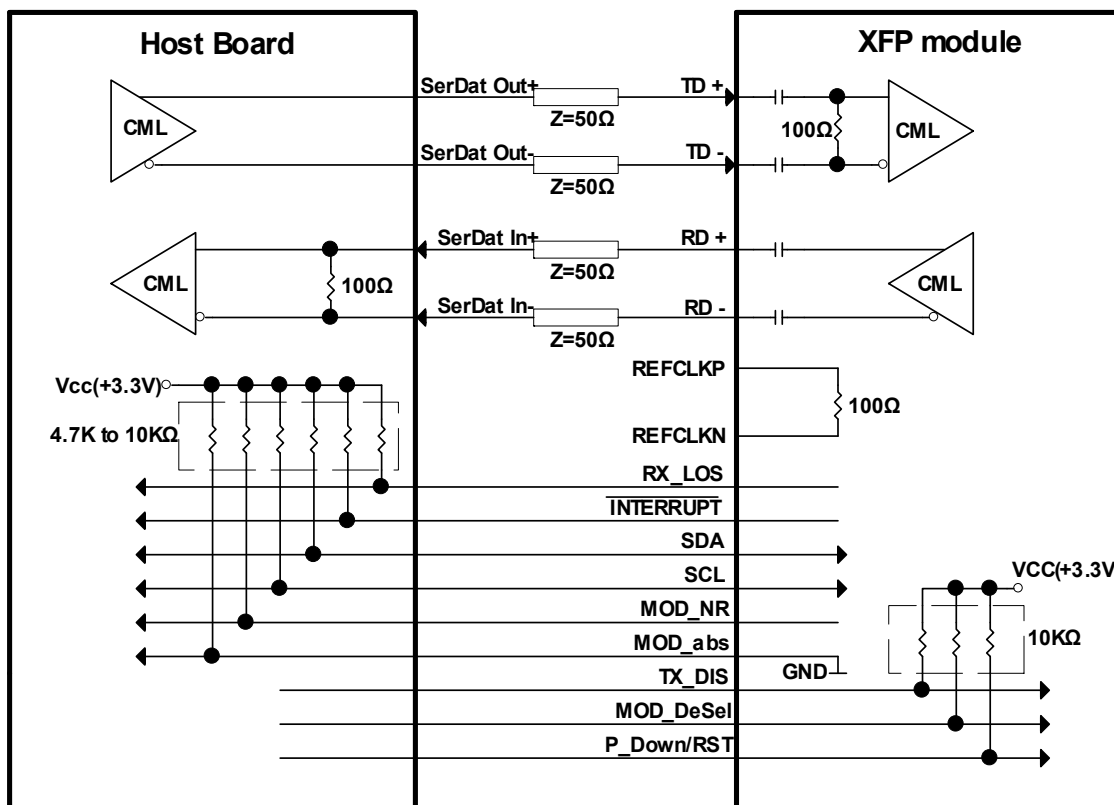 Host Board
XFP module
CML
SerDat Out+
Z=50Ω
TD +
100Ω
CML
SerDat Out-
Z=50Ω
TD -
CML
100Ω
SerDat In+
Z=50Ω
RD +
CML
SerDat In-
Z=50Ω
RD -
Vcc(+3.3V)
4.7K to 10KΩ
REFCLKP
100Ω
REFCLKN
RX_LOS
INTERRUPT
SDA
SCL
VCC(+3.3V
MOD_NR
10KΩ
MOD_abs
GND
TX_DIS
MOD_DeSel
P_Down/RST